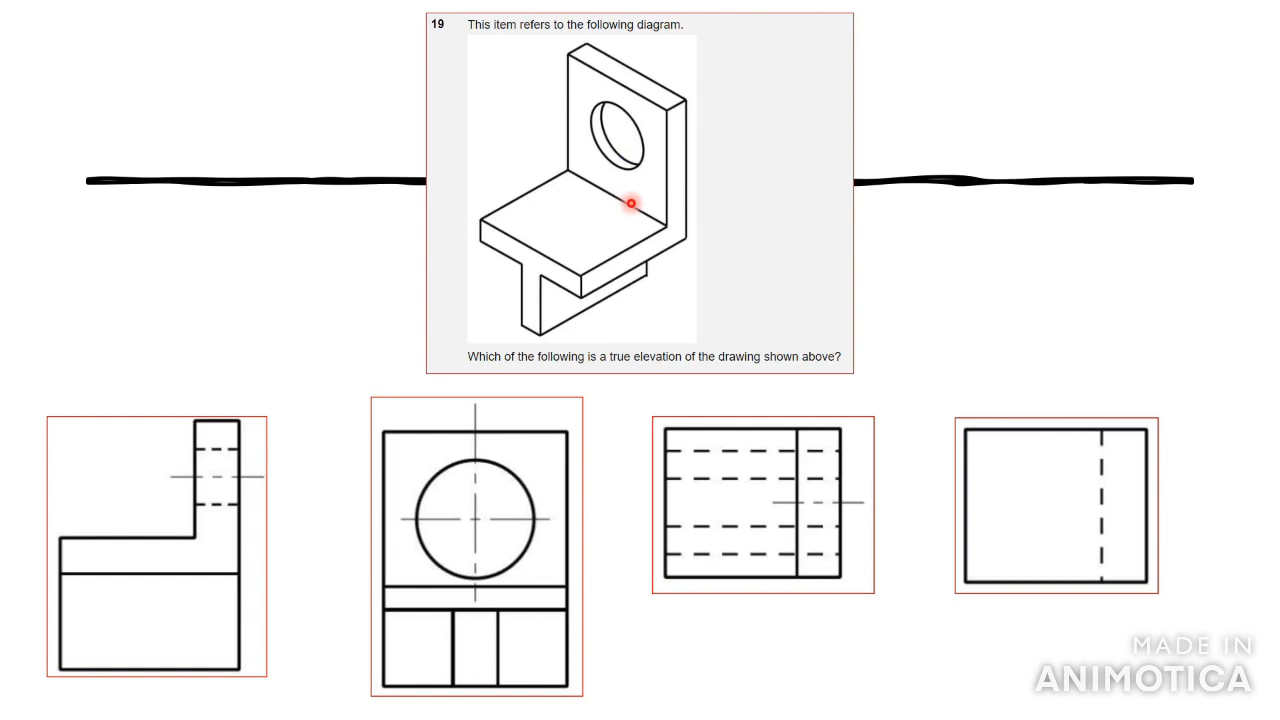 19 This item refers to the following diagram.
Which of the following is a true elevation of the drawing shown above?
MADE IN
ANIMOTICA